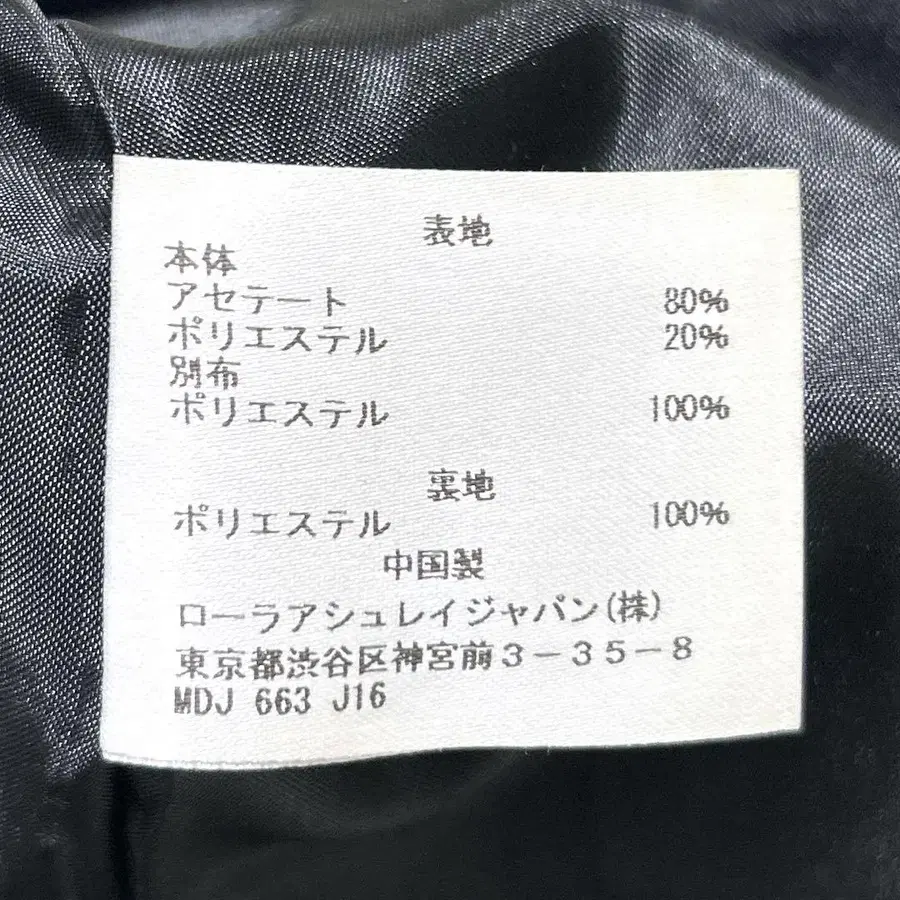 表地
本体
アセテート 80%
ポリエステル 20%
別布
ポリエステル 100%
裏地
ポリエステル 100%
中国製
ローラアシュレイジャパン(株)
東京都渋谷区神宮前3-35-8
MDJ 663 J16